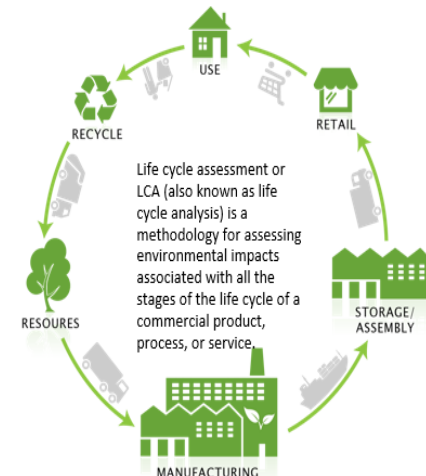 USE
RECYCLE
RETAIL
Life cycle assessment or
LCA (also known as life
cycle analysis) is a
methodology for assessing
environmental impacts
associated with all the
stages of the life cycle of a
commercial product,
process, or service.
RESOURES
STORAGE/
ASSEMBLY
MANUFACTURING